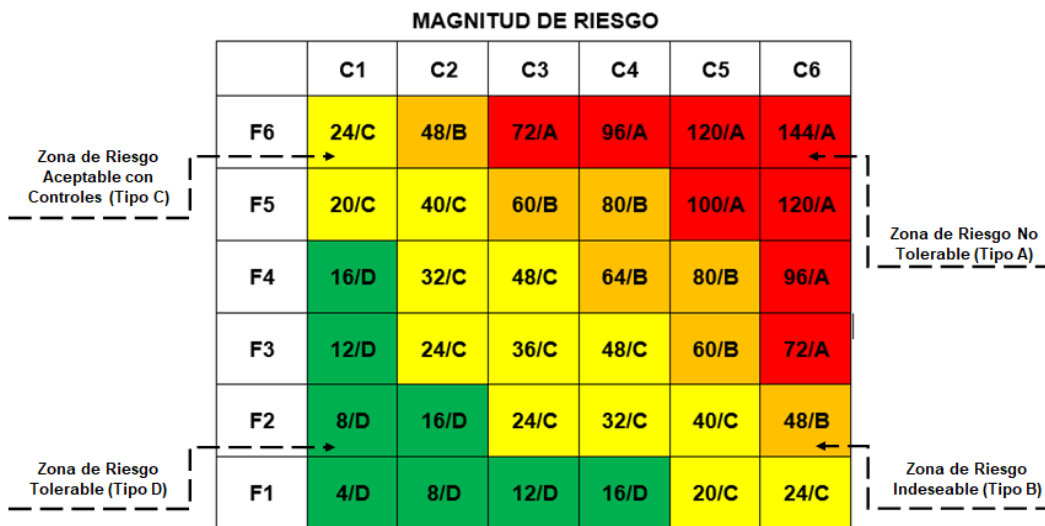 MAGNITUD DE RIESGO
C1 C2 C3 C4 C5 C6
F6 24/C 48/B 72/A 96/A 120/A 144/A
F5 20/C 40/C 60/B 80/B 100/A 120/A
F4 16/D 32/C 48/C 64/B 80/B 96/A
F3 12/D 24/C 36/C 48/C 60/B 72/A
F2 8/D 16/D 24/C 32/C 40/C 48/B
F1 4/D 8/D 12/D 16/D 20/C 24/C
Zona de Riesgo
Aceptable con
Controles (Tipo C)
Zona de Riesgo No
Tolerable (Tipo A)
Zona de Riesgo
Tolerable (Tipo D)
Zona de Riesgo
Indeseable (Tipo B)